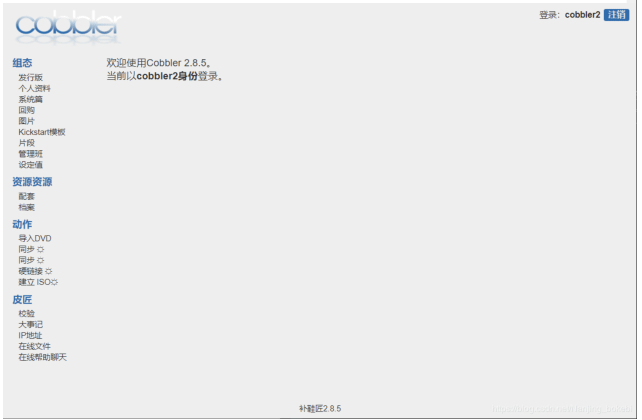 cobbler
登录：cobbler2 注销
组态
发行版
个人资料
系统篇
回购
图片
Kickstart模板
片段
管理班
设定值
资源资源
配套
档案
动作
导入DVD
同步
同步
硬链接
建立 ISO
皮匠
校验
大事记
IP地址
在线文件
在线帮助聊天
欢迎使用Cobbler 2.8.5。
当前以cobbler2身份登录。
补鞋匠2.8.5